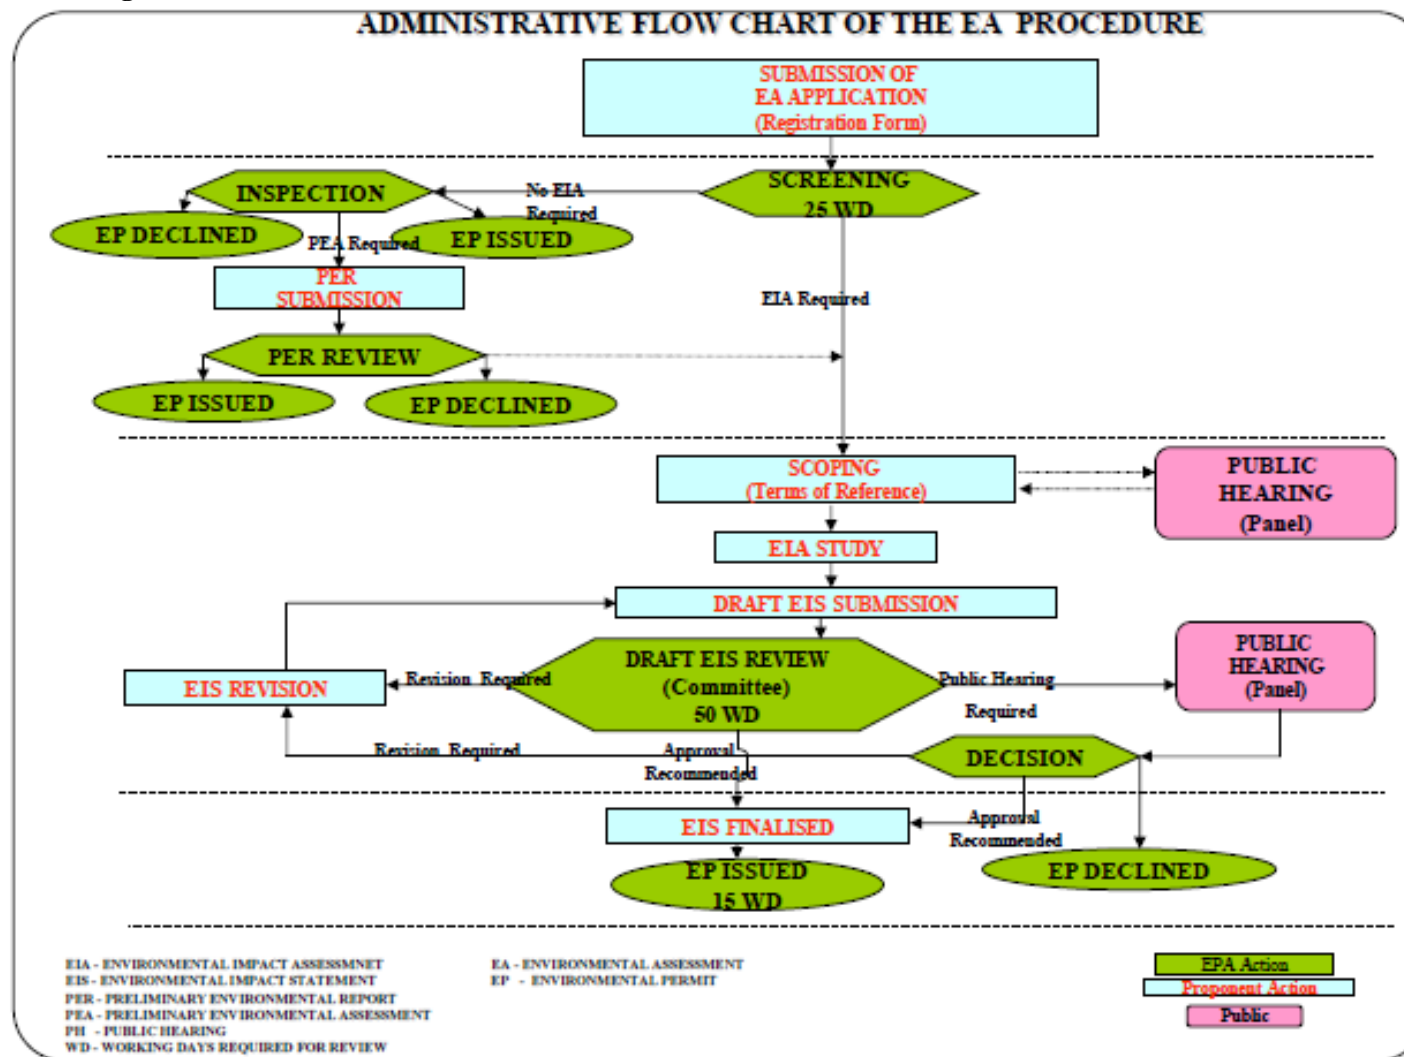 ADMINISTRATIVE FLOW CHART OF THE EA PROCEDURE
SUBMISSION OF
EA APPLICATION
(Registration Form)
SCREENING
25 WD
No EIA
Required
INSPECTION
EP DECLINED
EP ISSUED
PEA Required
PER
SUBMISSION
EIA Required
PER REVIEW
EP ISSUED
EP DECLINED
SCOPING
(Terms of Reference)
PUBLIC
HEARING
(Panel)
EIA STUDY
DRAFT EIS SUBMISSION
DRAFT EIS REVIEW
(Committee)
50 WD
Revision Required
EIS REVISION
Public Hearing
Required
PUBLIC
HEARING
(Panel)
Revision Required
Approval
Recommended
DECISION
EIS FINALISED
Approval
Recommended
EP ISSUED
15 WD
EP DECLINED
EIA - ENVIRONMENTAL IMPACT ASSESSMNET
EIS - ENVIRONMENTAL IMPACT STATEMENT
PER - PRELIMINARY ENVIRONMENTAL REPORT
PEA - PRELIMINARY ENVIRONMENTAL ASSESSMENT
PH - PUBLIC HEARING
WD - WORKING DAYS REQUIRED FOR REVIEW
EA - ENVIRONMENTAL ASSESSMENT
EP - ENVIRONMENTAL PERMIT
EPA Action
Proponent Action
Public